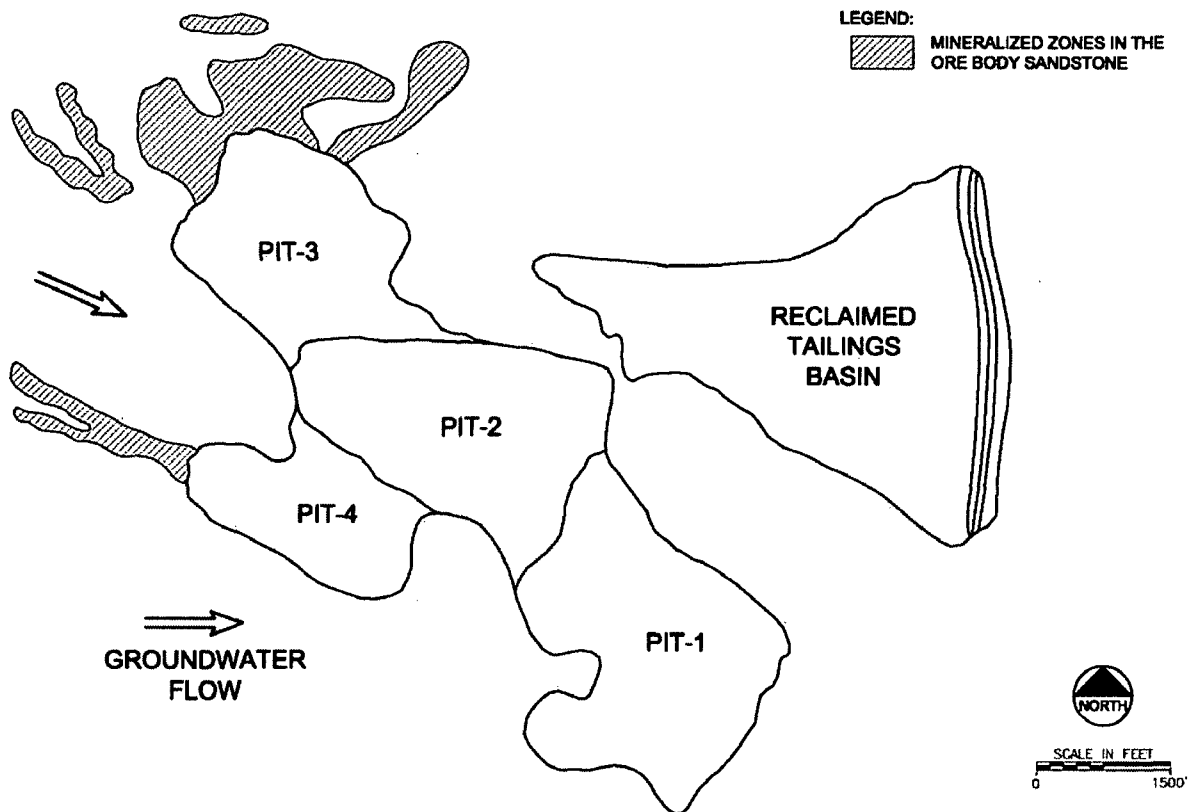 LEGEND:
MINERALIZED ZONES IN THE
ORE BODY SANDSTONE
PIT-3
RECLAIMED
TAILINGS
BASIN
PIT-2
PIT-4
PIT-1
GROUNDWATER
FLOW
NORTH
SCALE IN FEET
0 1500'